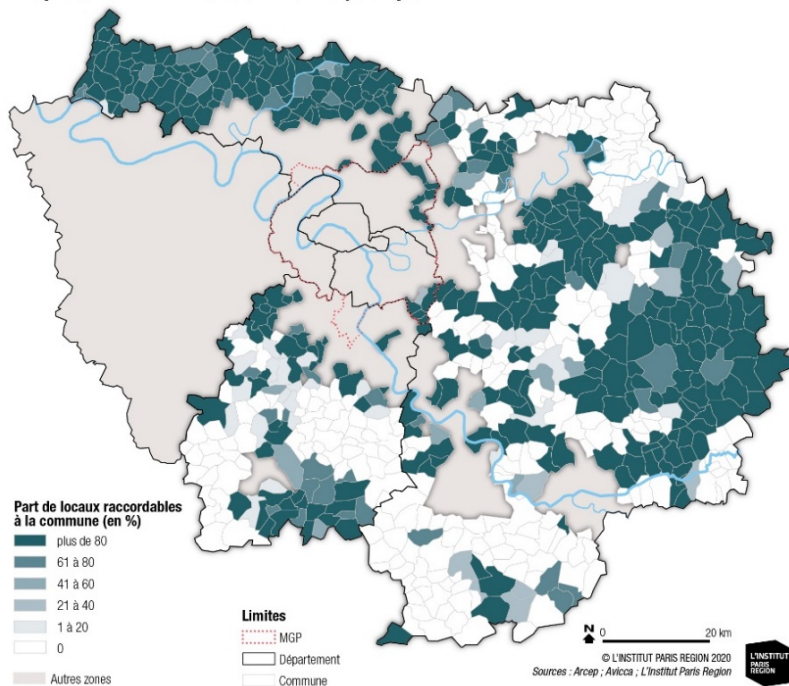 Part de locaux raccordables
à la commune (en %)
plus de 80
61 à 80
41 à 60
21 à 40
1 à 20
0
Autres zones
Limites
MGP
Département
Commune
N 0 20 km
© L'INSTITUT PARIS REGION 2020
Sources : Arcep ; Avicca ; L'Institut Paris Region
L'INSTITUT
PARIS
REGION